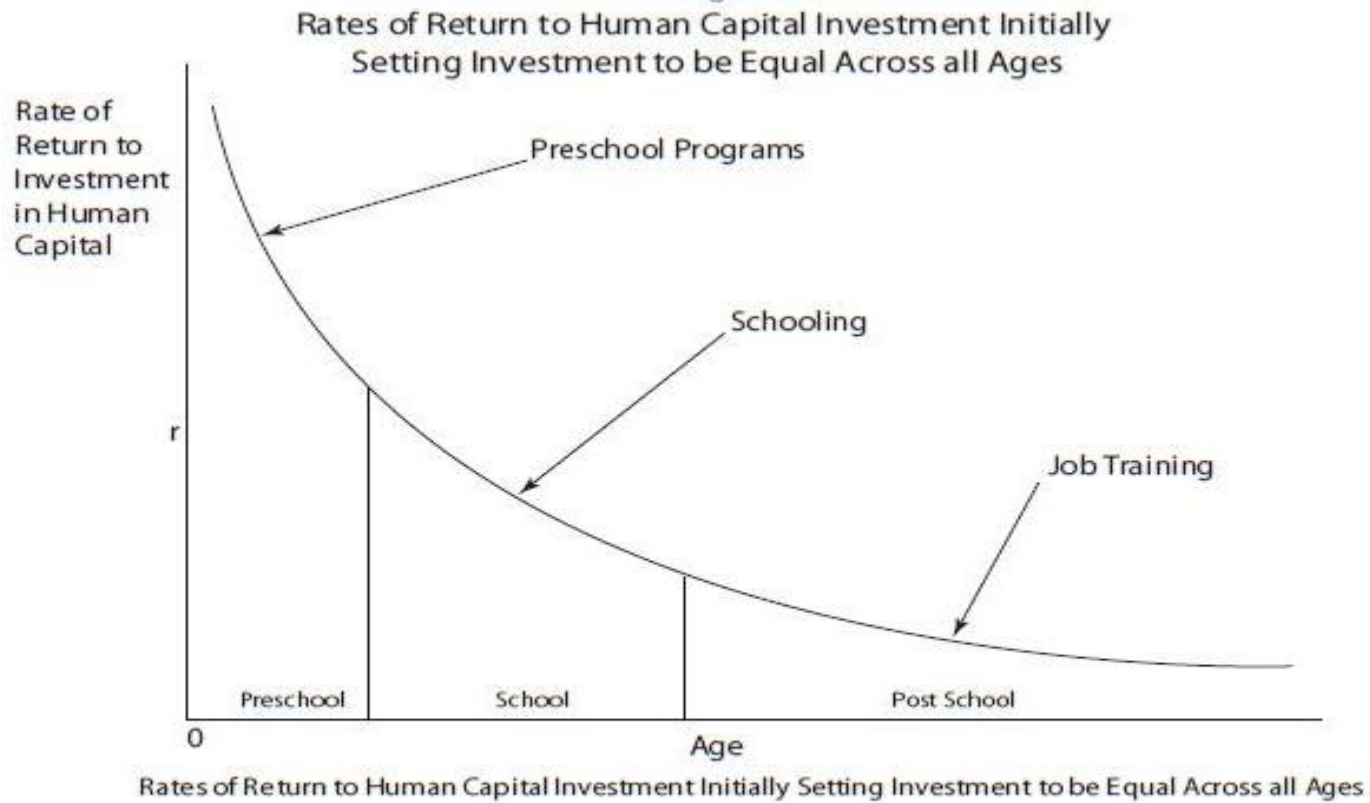 Rates of Return to Human Capital Investment Initially
Setting Investment to be Equal Across all Ages
Rate of
Return to
Investment
in Human
Capital
Preschool Programs
Schooling
r
Job Training
Preschool
School
Post School
0
Age
Rates of Return to Human Capital Investment Initially Setting Investment to be Equal Across all Ages